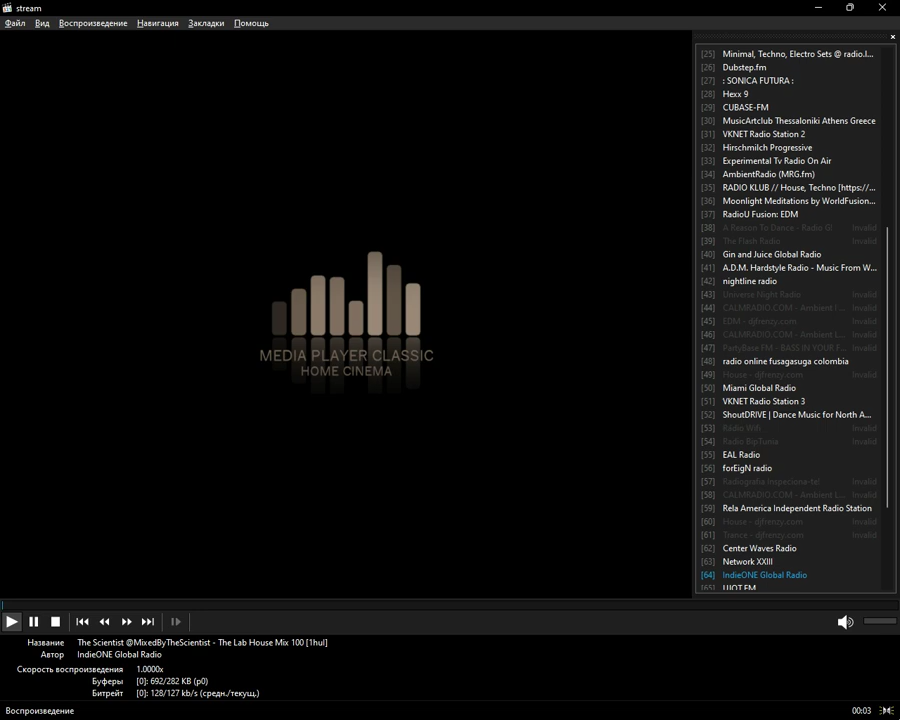 stream
Файл Вид Воспроизведение Навигация Закладки Помощь
[25] Minimal, Techno, Electro Sets @ radio.l...
[26] Dubstep.fm
[27] : SONICA FUTURA :
[28] Hexx 9
[29] CUBASE-FM
[30] MusicArtclub Thessaloniki Athens Greece
[31] VKNET Radio Station 2
[32] Hirschmilch Progressive
[33] Experimental Tv Radio On Air
[34] AmbientRadio (MRG.fm)
[35] RADIO KLUB // House, Techno [https://...
[36] Moonlight Meditations by WorldFusion...
[37] RadioU Fusion: EDM
[38] A Reason To Dance - Radio GI Invalid
[39] The Flash Radio Invalid
[40] Gin and Juice Global Radio
[41] A.D.M. Hardstyle Radio - Music From W...
[42] nightline radio
[43] Universe Night Radio Invalid
[44] CALMRADIO.COM - Ambient I... Invalid
[45] EDM - djfrenzy.com Invalid
[46] CALMRADIO.COM - Ambient L... Invalid
[47] PartyBase FM - BASS IN YOUR F... Invalid
[48] radio online fusagasuga colombia
[49] House - djfrenzy.com Invalid
[50] Miami Global Radio
[51] VKNET Radio Station 3
[52] ShoutDRIVE | Dance Music for North A...
[53] Rádio Wifi Invalid
[54] Radio BipTunia Invalid
[55] EAL Radio
[56] forEigN radio
[57] Radiografia Inspeciona-te! Invalid
[58] CALMRADIO.COM - Ambient L... Invalid
[59] Rela America Independent Radio Station
[60] House - djfrenzy.com Invalid
[61] Trance - djfrenzy.com Invalid
[62] Center Waves Radio
[63] Network XXIII
[64] IndieONE Global Radio
[65]
MEDIA PLAYER CLASSIC
HOME CINEMA
Название The Scientist @MixedByTheScientist - The Lab House Mix 100 [1hul]
Автор IndieONE Global Radio
Скорость воспроизведения 1.0000x
Буферы [0]: 692/282 KB (p0)
Битрейт [0]: 128/127 kb/s (средн./текущ.)
Воспроизведение 00:03